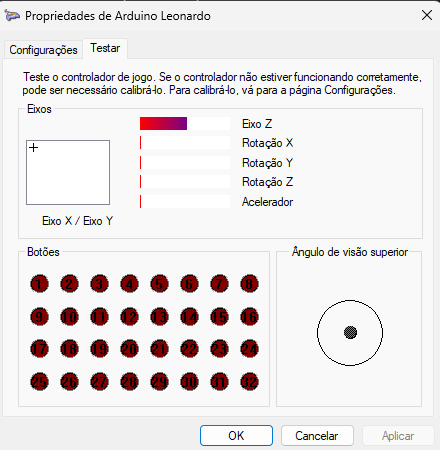 Propriedades de Arduino Leonardo
Configurações
Testar
Teste o controlador de jogo. Se o controlador não estiver funcionando corretamente,
pode ser necessário calibrá-lo. Para calibrá-lo, vá para a página Configurações.
Eixos
Eixo Z
Rotação X
Rotação Y
Rotação Z
Acelerador
Eixo X / Eixo Y
Botões
1 2 3 4 5 6 7 8
9 10 11 12 13 14 15 16
17 18 19 20 21 22 23 24
25 26 27 28 29 30 31 32
Ângulo de visão superior
OK
Cancelar
Aplicar